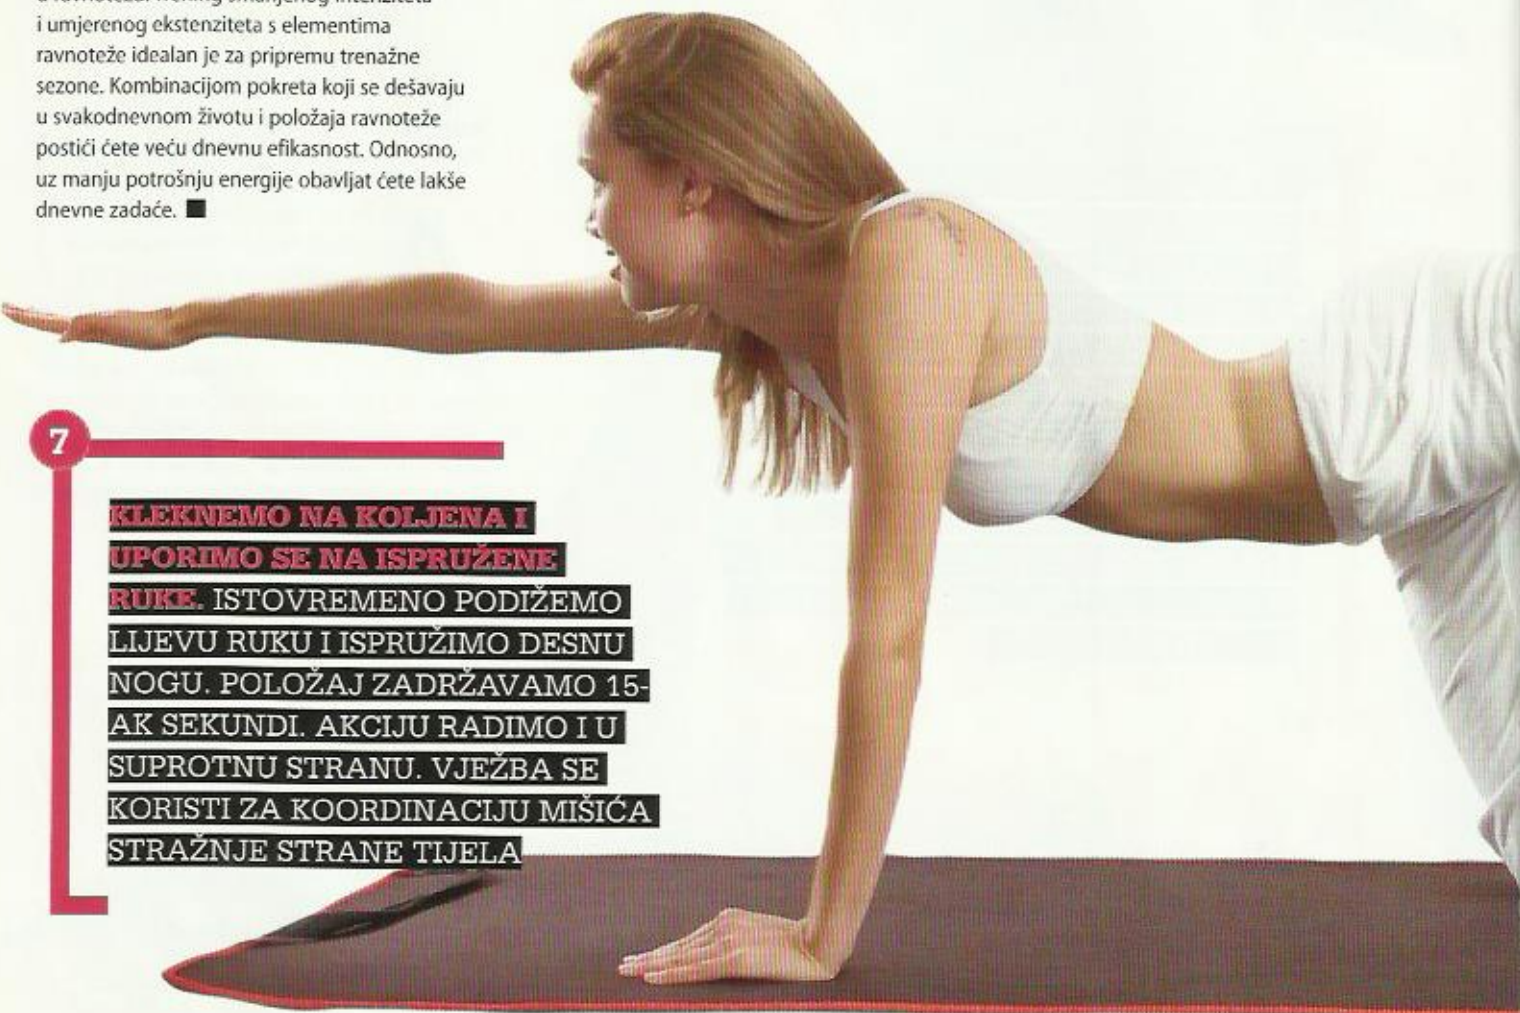 i umjerenog ekstenziteta s elementima
ravnoteže idealan je za pripremu trenažne
sezone. Kombinacijom pokreta koji se dešavaju
u svakodnevnom životu i položaja ravnoteže
postići ćete veću dnevnu efikasnost. Odnosno,
uz manju potrošnju energije obavljat ćete lakše
dnevne zadaće.
7
KLEKNEMO NA KOLJENA I
UPORIMO SE NA ISPRUŽENE
RUKE. ISTOVREMENO PODIŽEMO
LIJEVU RUKU I ISPRUŽIMO DESNU
NOGU. POLOŽAJ ZADRŽAVAMO 15-
AK SEKUNDI. AKCIJU RADIMO I U
SUPROTNU STRANU. VJEŽBA SE
KORISTI ZA KOORDINACIJU MIŠIĆA
STRAŽNJE STRANE TIJELA